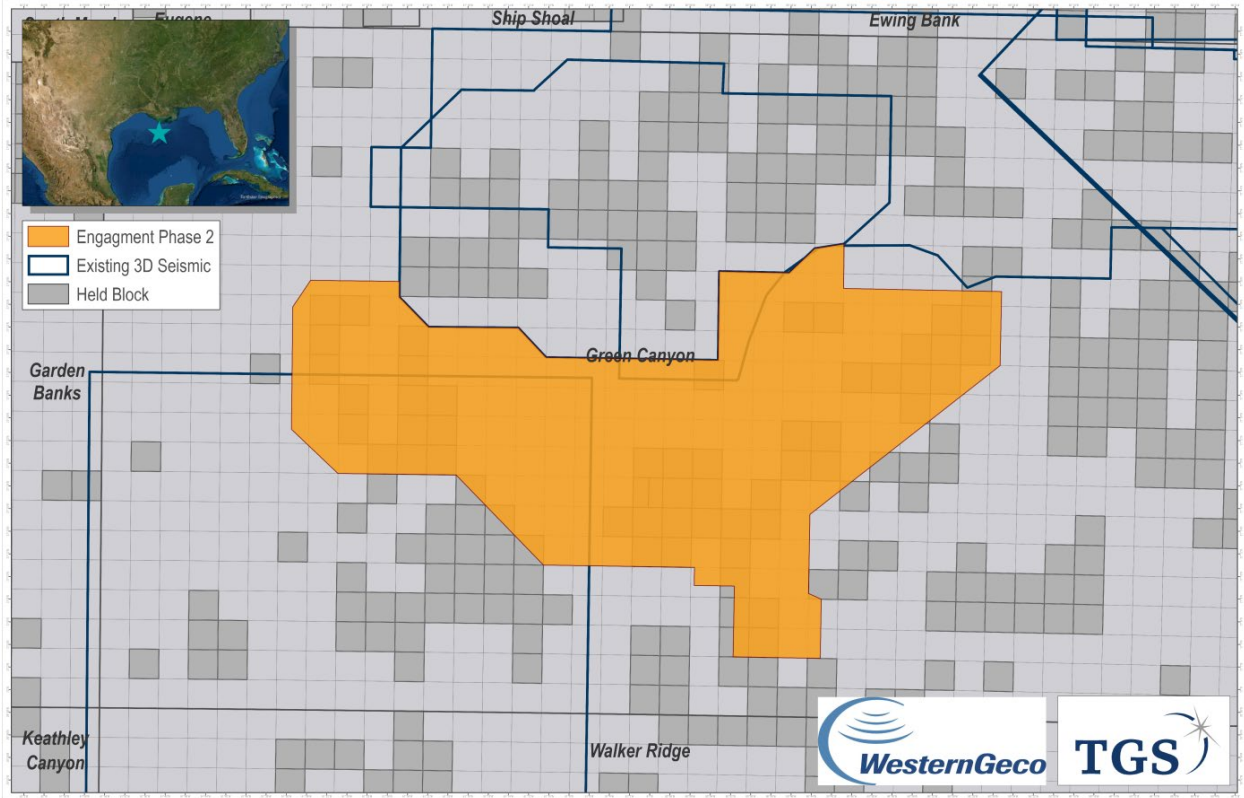 Eugene
Ship Shoal
Ewing Bank
Engagment Phase 2
Existing 3D Seismic
Held Block
Garden
Banks
Green Canyon
Keathley
Canyon
Walker Ridge
WesternGeco
TGS